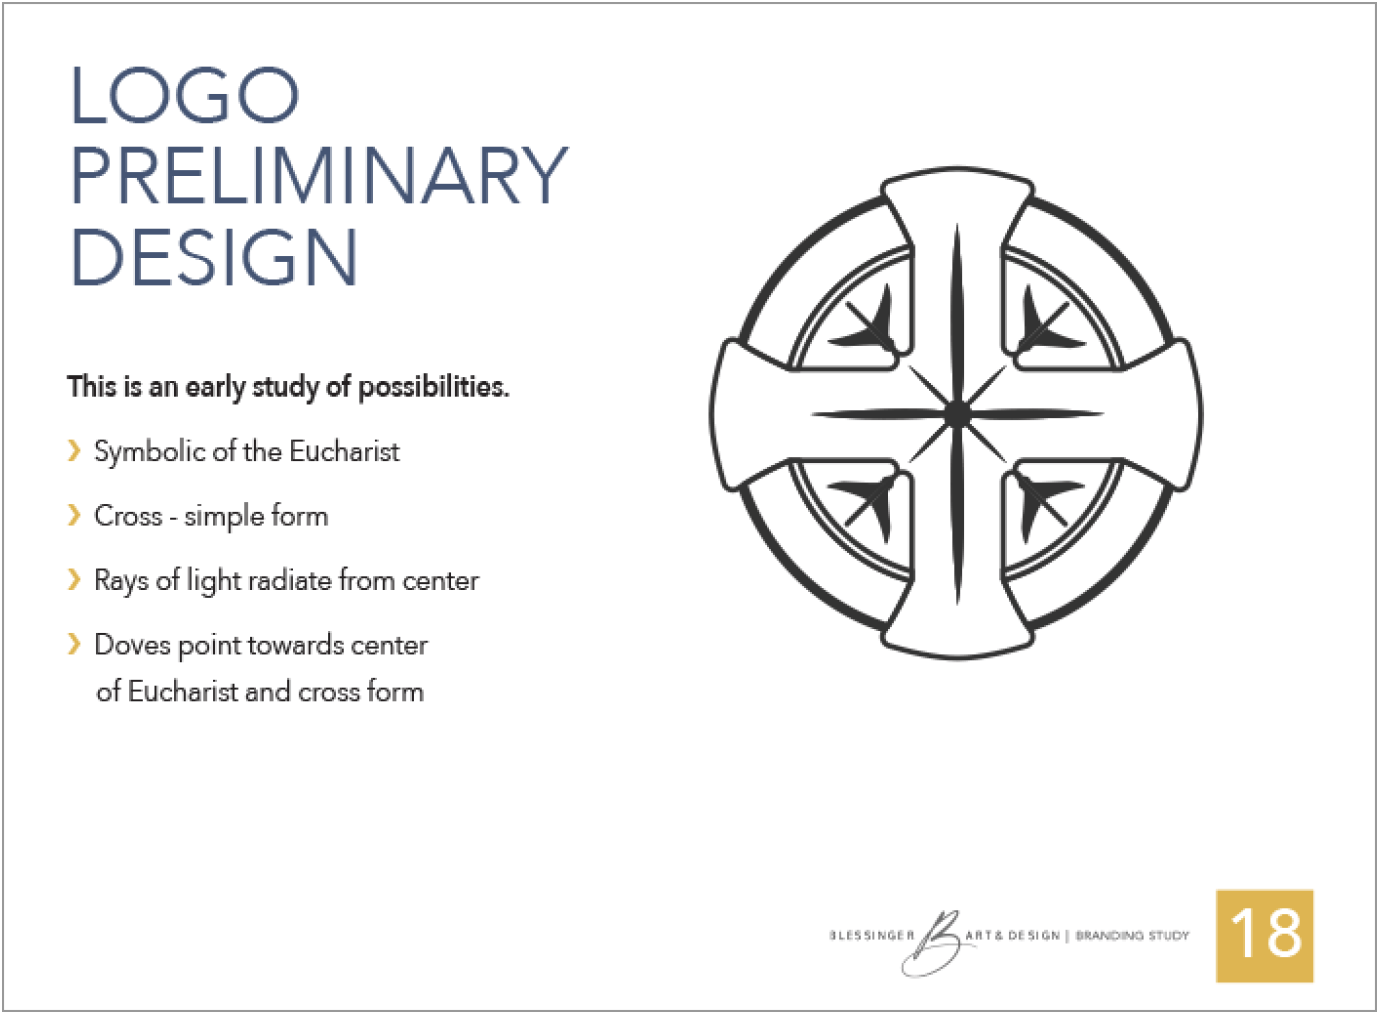 LOGO
PRELIMINARY
DESIGN
This is an early study of possibilities.
› Symbolic of the Eucharist
› Cross - simple form
› Rays of light radiate from center
› Doves point towards center
of Eucharist and cross form
BLESSINGER B ART & DESIGN | BRANDING STUDY
18